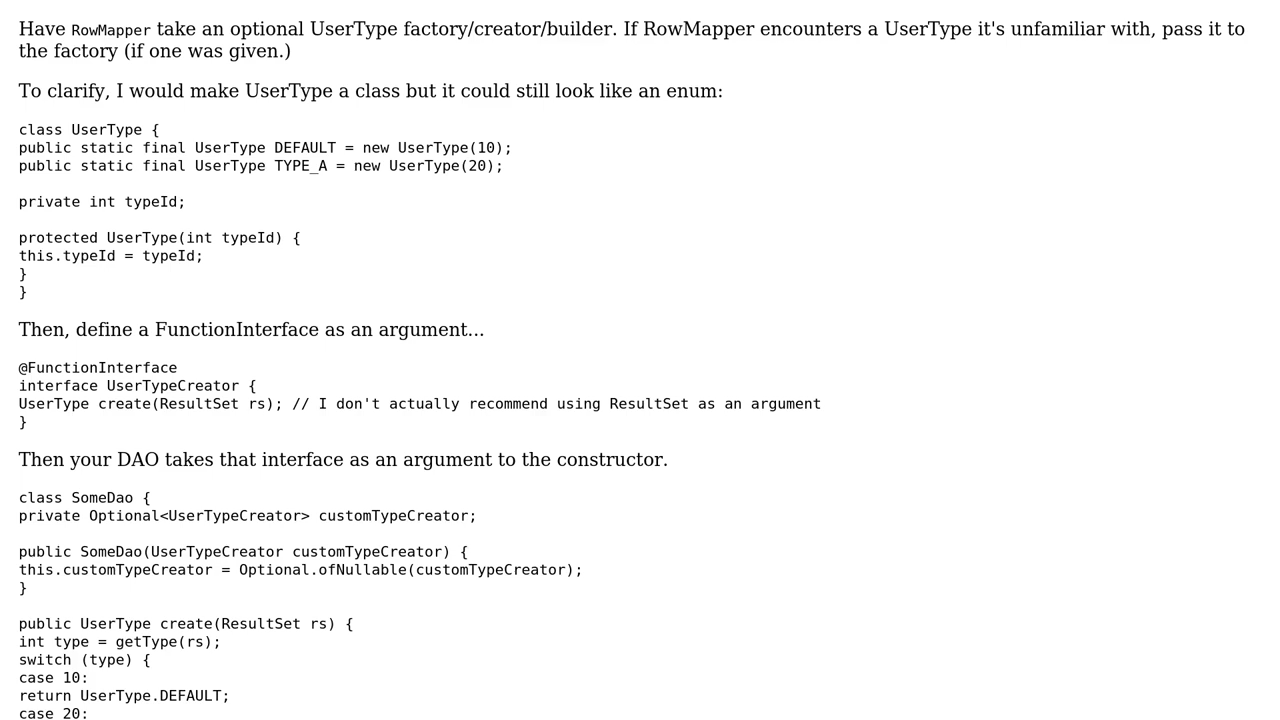 Have RowMapper take an optional UserType factory/creator/builder. If RowMapper encounters a UserType it's unfamiliar with, pass it to
the factory (if one was given.)
To clarify, I would make UserType a class but it could still look like an enum:
class UserType {
public static final UserType DEFAULT = new UserType(10);
public static final UserType TYPE_A = new UserType(20);
private int typeId;
protected UserType(int typeId) {
this.typeId = typeId;
}
}
Then, define a FunctionInterface as an argument...
@FunctionInterface
interface UserTypeCreator {
UserType create(ResultSet rs); // I don't actually recommend using ResultSet as an argument
}
Then your DAO takes that interface as an argument to the constructor.
class SomeDao {
private Optional<UserTypeCreator> customTypeCreator;
public SomeDao(UserTypeCreator customTypeCreator) {
this.customTypeCreator = Optional.ofNullable(customTypeCreator);
}
public UserType create(ResultSet rs) {
int type = getType(rs);
switch (type) {
case 10:
return UserType.DEFAULT;
case 20: